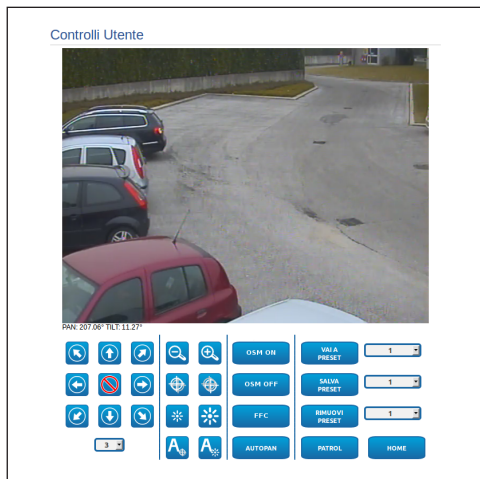 Controlli Utente
PAN: 207.06° TILT: 11.27°
OSM ON
VAI A
PRESET
1
OSM OFF
SALVA
PRESET
1
FFC
RIMUOVI
PRESET
1
3
A
A
AUTOPAN
PATROL
HOME